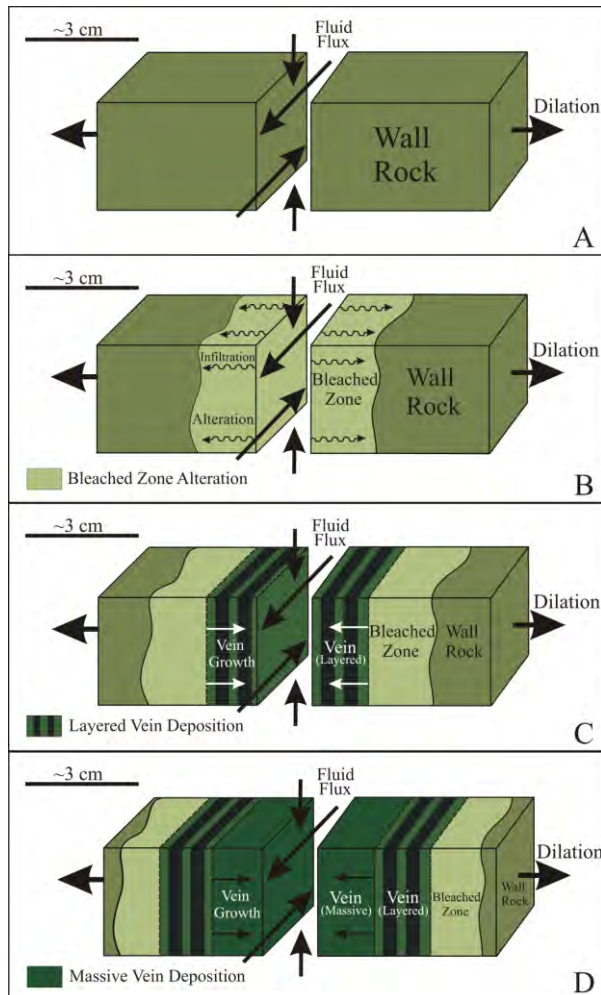 ~3 cm
Fluid
Flux
Dilation
Wall
Rock
A
~3 cm
Fluid
Flux
Dilation
Infiltration
Bleached
Zone
Wall
Rock
Alteration
Bleached Zone Alteration
B
~3 cm
Fluid
Flux
Dilation
Vein
Growth
Vein
(Layered)
Bleached
Zone
Wall
Rock
Layered Vein Deposition
C
~3 cm
Fluid
Flux
Dilation
Vein
Growth
Vein
(Massive)
Vein
(Layered)
Bleached
Zone
Wall
Rock
Massive Vein Deposition
D